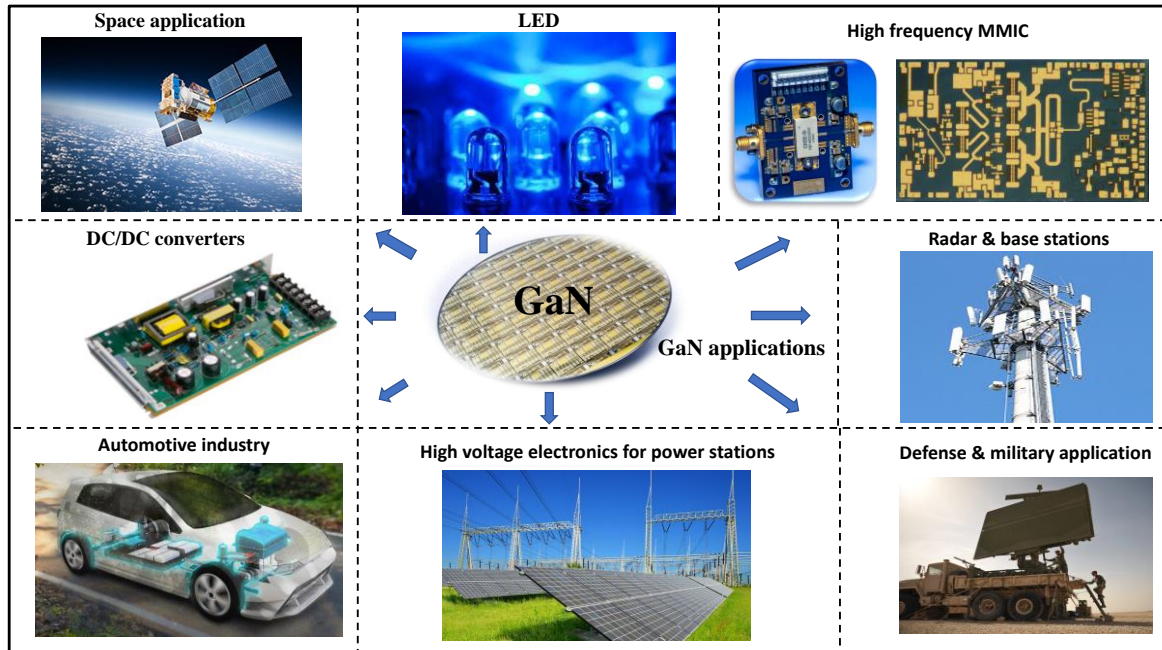 Space application
LED
High frequency MMIC
DC/DC converters
GaN
GaN applications
Radar & base stations
Automotive industry
High voltage electronics for power stations
Defense & military application